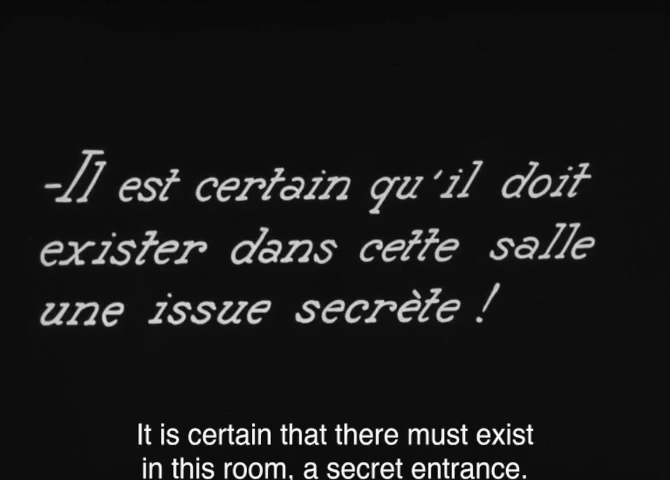 -Il est certain qu'il doit
exister dans cette salle
une issue secrète !
It is certain that there must exist
in this room, a secret entrance.